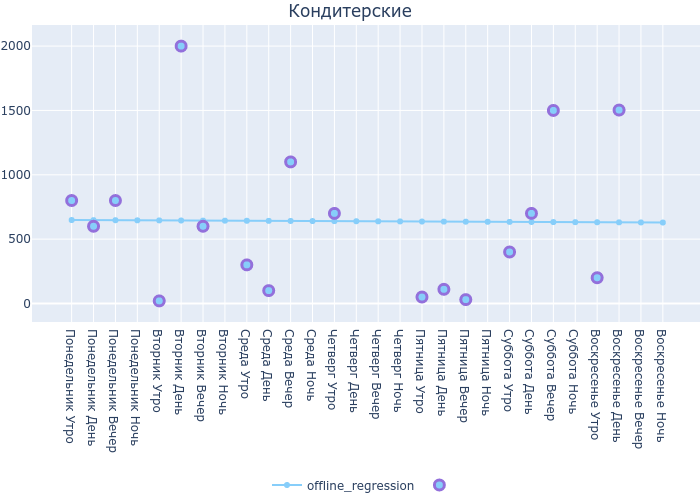 Кондитерские
2000
1500
1000
500
0
Понедельник Утро
Понедельник День
Понедельник Вечер
Понедельник Ночь
Вторник Утро
Вторник День
Вторник Вечер
Вторник Ночь
Среда Утро
Среда День
Среда Вечер
Среда Ночь
Четверг Утро
Четверг День
Четверг Вечер
Четверг Ночь
Пятница Утро
Пятница День
Пятница Вечер
Пятница Ночь
Суббота Утро
Суббота День
Суббота Вечер
Суббота Ночь
Воскресенье Утро
Воскресенье День
Воскресенье Вечер
Воскресенье Ночь
offline_regression